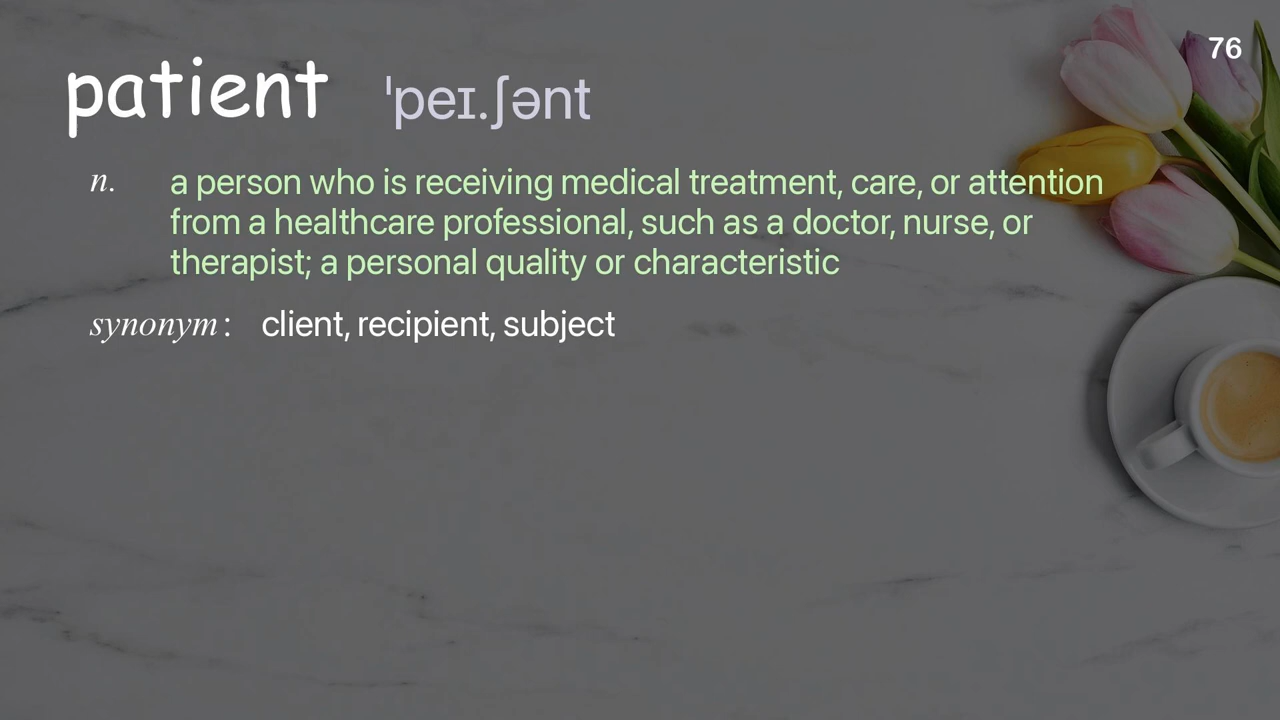 76
patient ˈpeɪ.ʃənt
n. a person who is receiving medical treatment, care, or attention
from a healthcare professional, such as a doctor, nurse, or
therapist; a personal quality or characteristic
synonym: client, recipient, subject